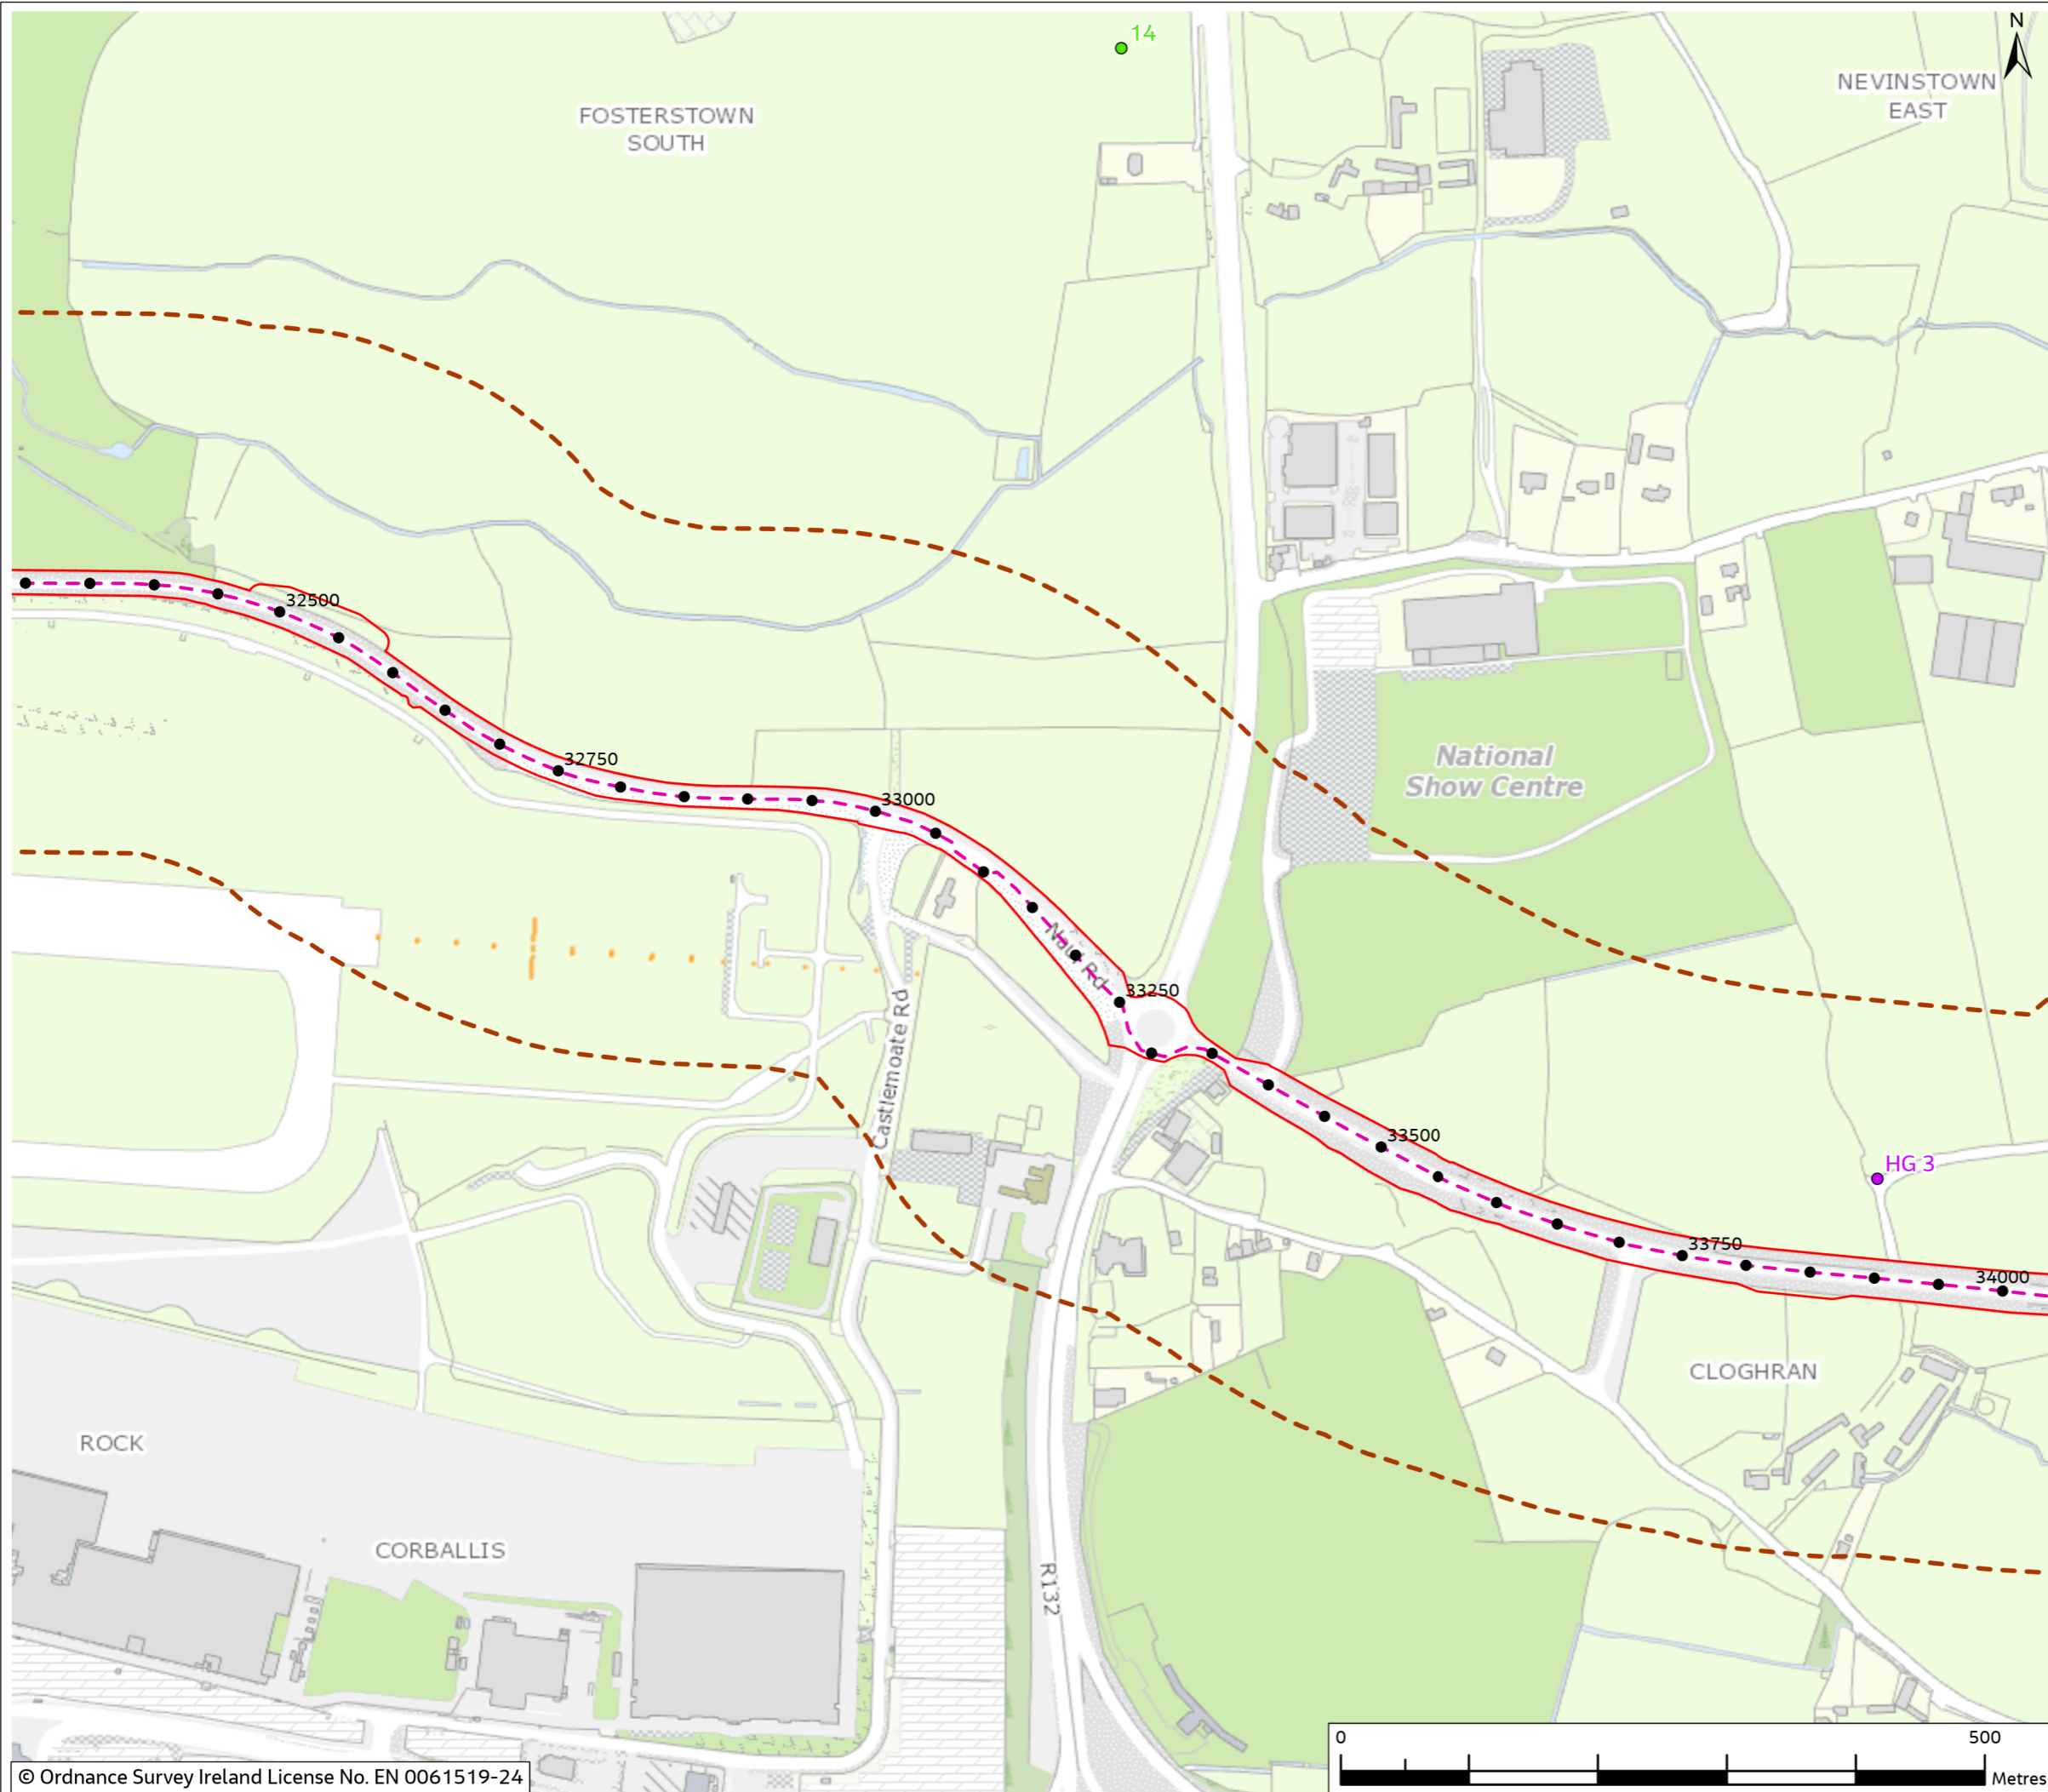 N
14
NEVINSTOWN
EAST
FOSTERSTOWN
SOUTH
32500
32750
National
Show Centre
33000
Naul Rd
33250
Castlemoate Rd
33500
HG 3
33750
34000
CLOGHRAN
ROCK
CORBALLIS
R132
0 500
Metres
© Ordnance Survey Ireland License No. EN 0061519-24